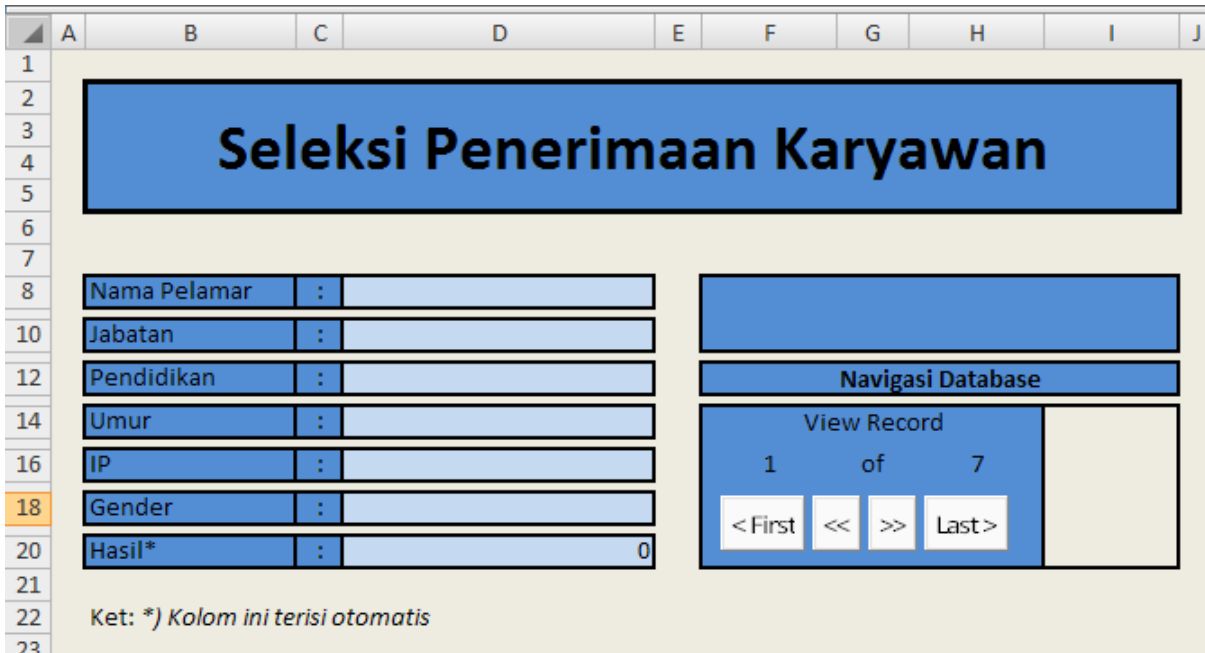 A B C D E F G H I J
1
2
3 Seleksi Penerimaan Karyawan
4
5
6
7
8 Nama Pelamar :
10 Jabatan :
12 Pendidikan : Navigasi Database
14 Umur : View Record
16 IP : 1 of 7
18 Gender : < First << >> Last >
20 Hasil* : 0
21
22 Ket: *) Kolom ini terisi otomatis
23